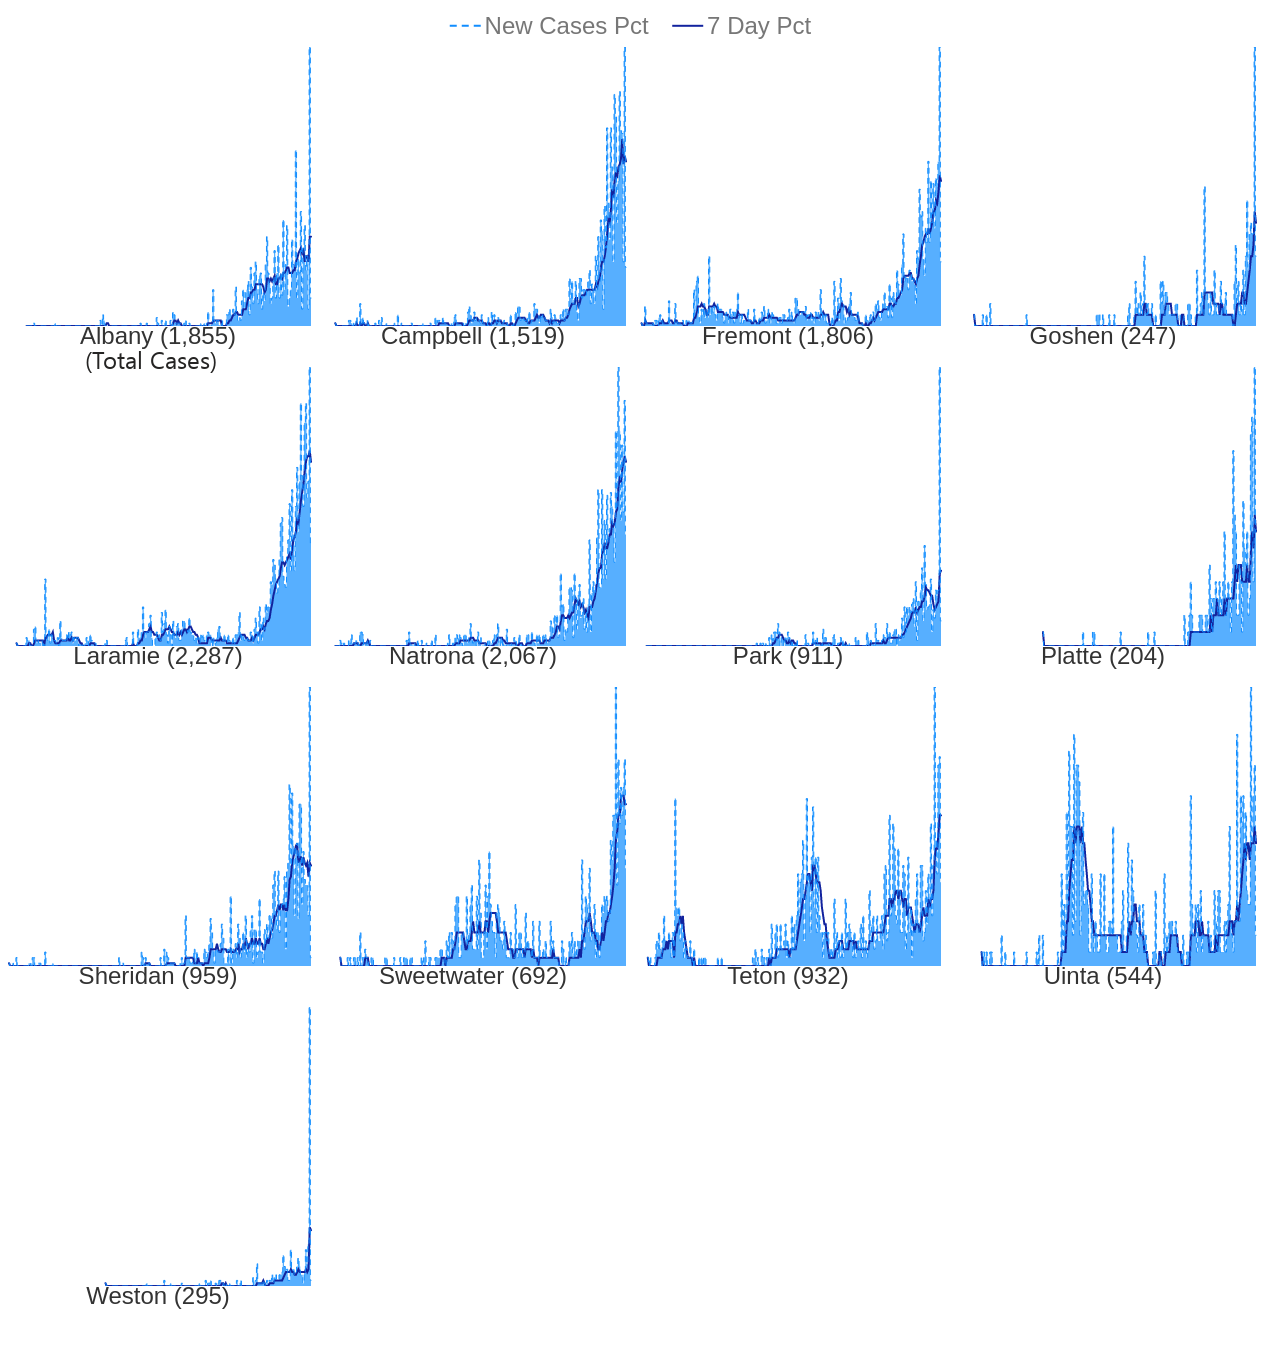 New Cases Pct 7 Day Pct
Albany (1,855) Campbell (1,519) Fremont (1,806) Goshen (247)
(Total Cases)
Laramie (2,287) Natrona (2,067) Park (911) Platte (204)
Sheridan (959) Sweetwater (692) Teton (932) Uinta (544)
Weston (295)